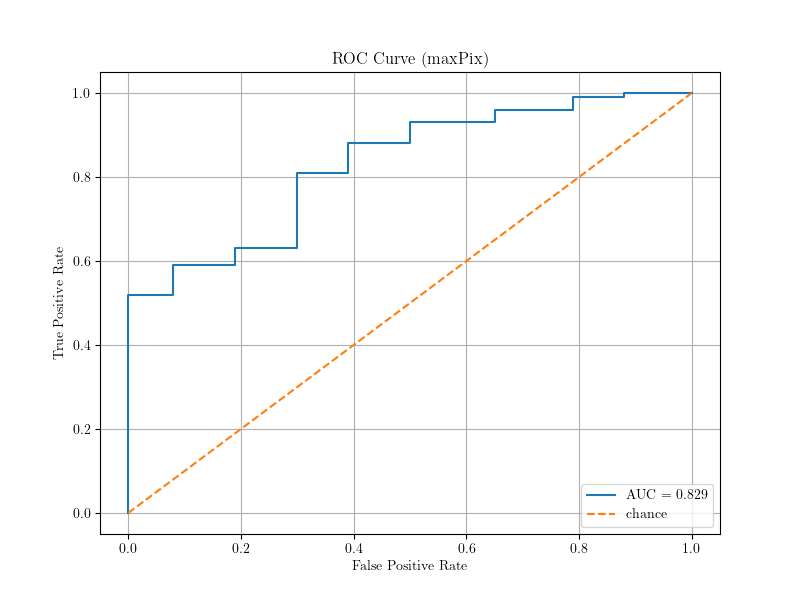 ROC Curve (maxPix)
True Positive Rate
1.0
0.8
0.6
0.4
0.2
0.0
0.0 0.2 0.4 0.6 0.8 1.0
False Positive Rate
AUC = 0.829
chance